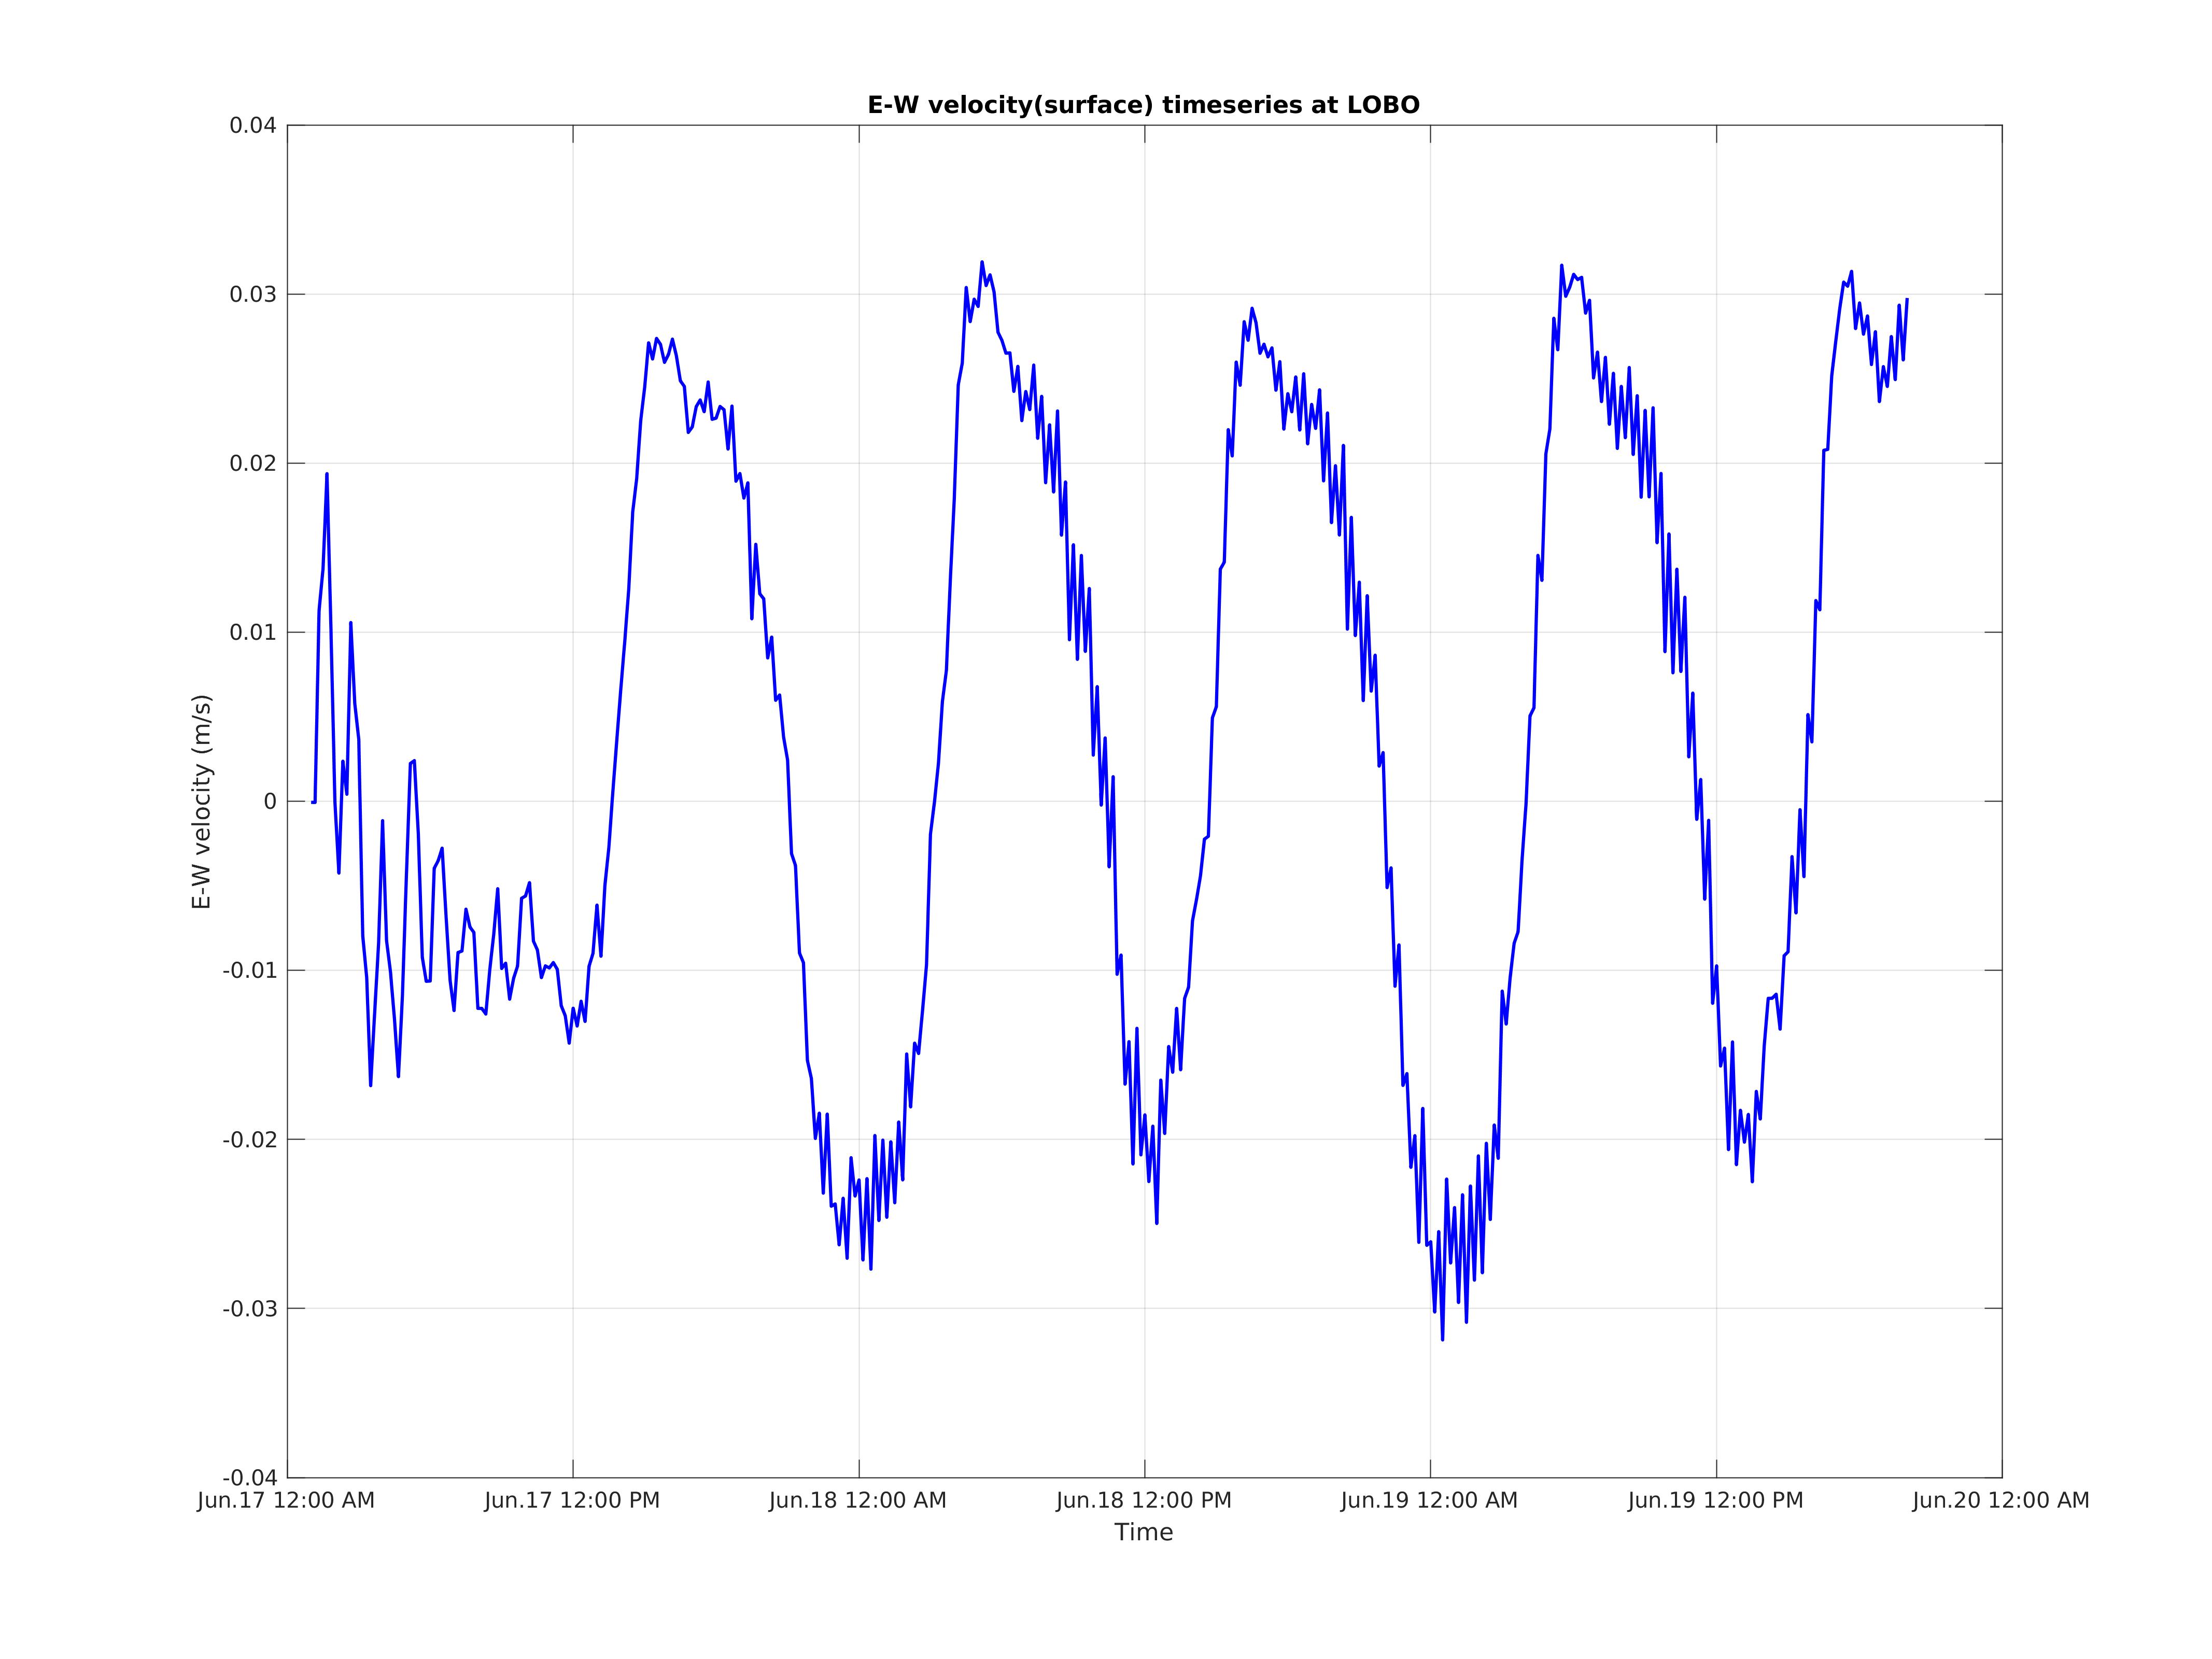 E-W velocity(surface) timeseries at LOBO
0.04
0.03
0.02
0.01
0
-0.01
-0.02
-0.03
-0.04
E-W velocity (m/s)
Jun.17 12:00 AM
Jun.17 12:00 PM
Jun.18 12:00 AM
Jun.18 12:00 PM
Jun.19 12:00 AM
Jun.19 12:00 PM
Jun.20 12:00 AM
Time